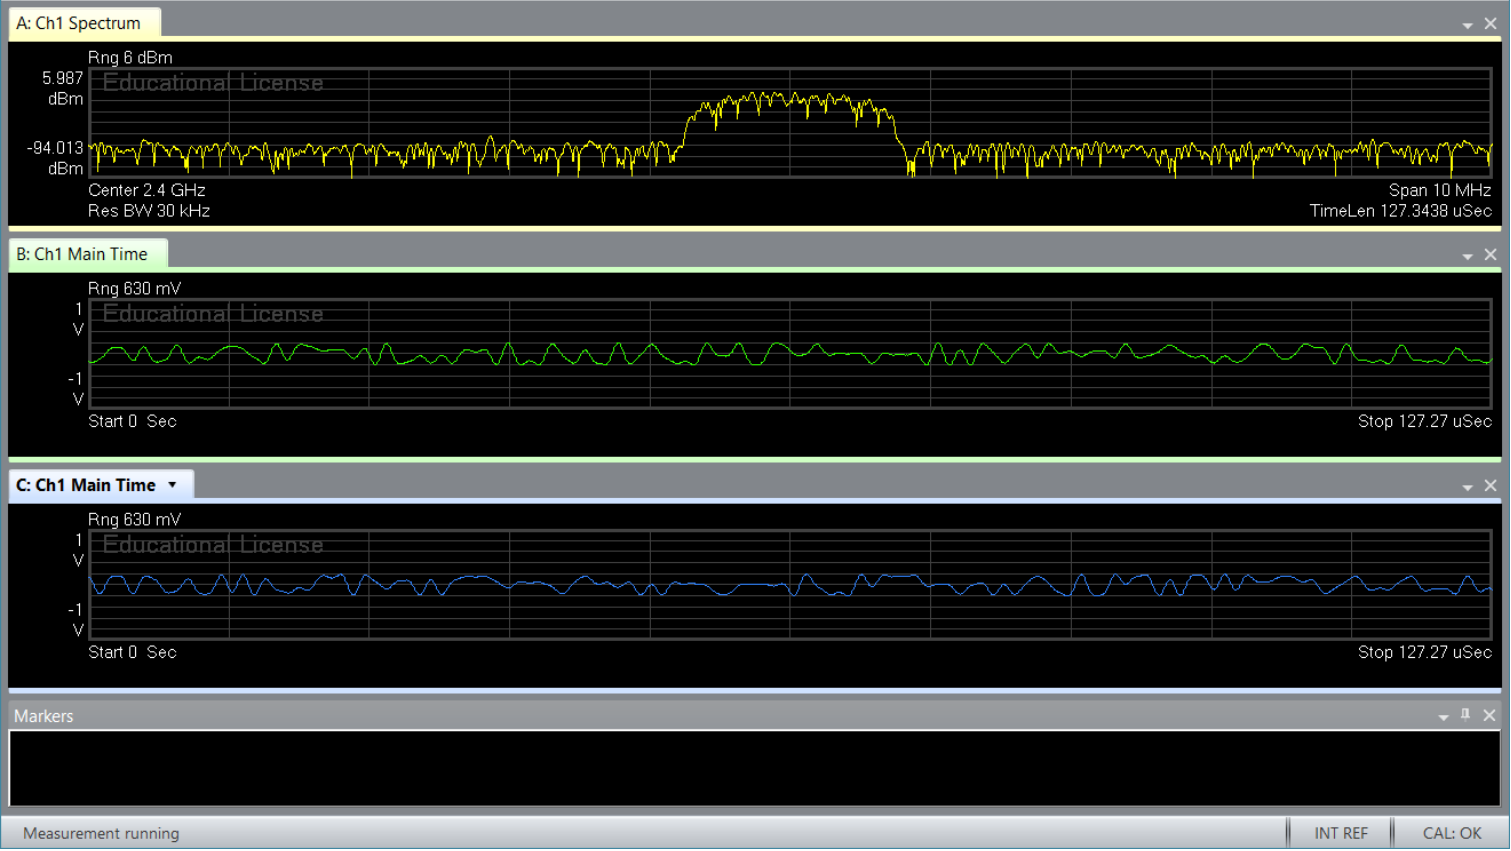 A: Ch1 Spectrum
Rng 6 dBm
5.987
dBm
Educational License
-94.013
dBm
Center 2.4 GHz
Span 10 MHz
Res BW 30 kHz
TimeLen 127.3438 uSec
B: Ch1 Main Time
Rng 630 mV
1
V
Educational License
-1
V
Start 0 Sec
Stop 127.27 uSec
C: Ch1 Main Time
Rng 630 mV
1
V
Educational License
-1
V
Start 0 Sec
Stop 127.27 uSec
Markers
Measurement running
INT REF
CAL: OK